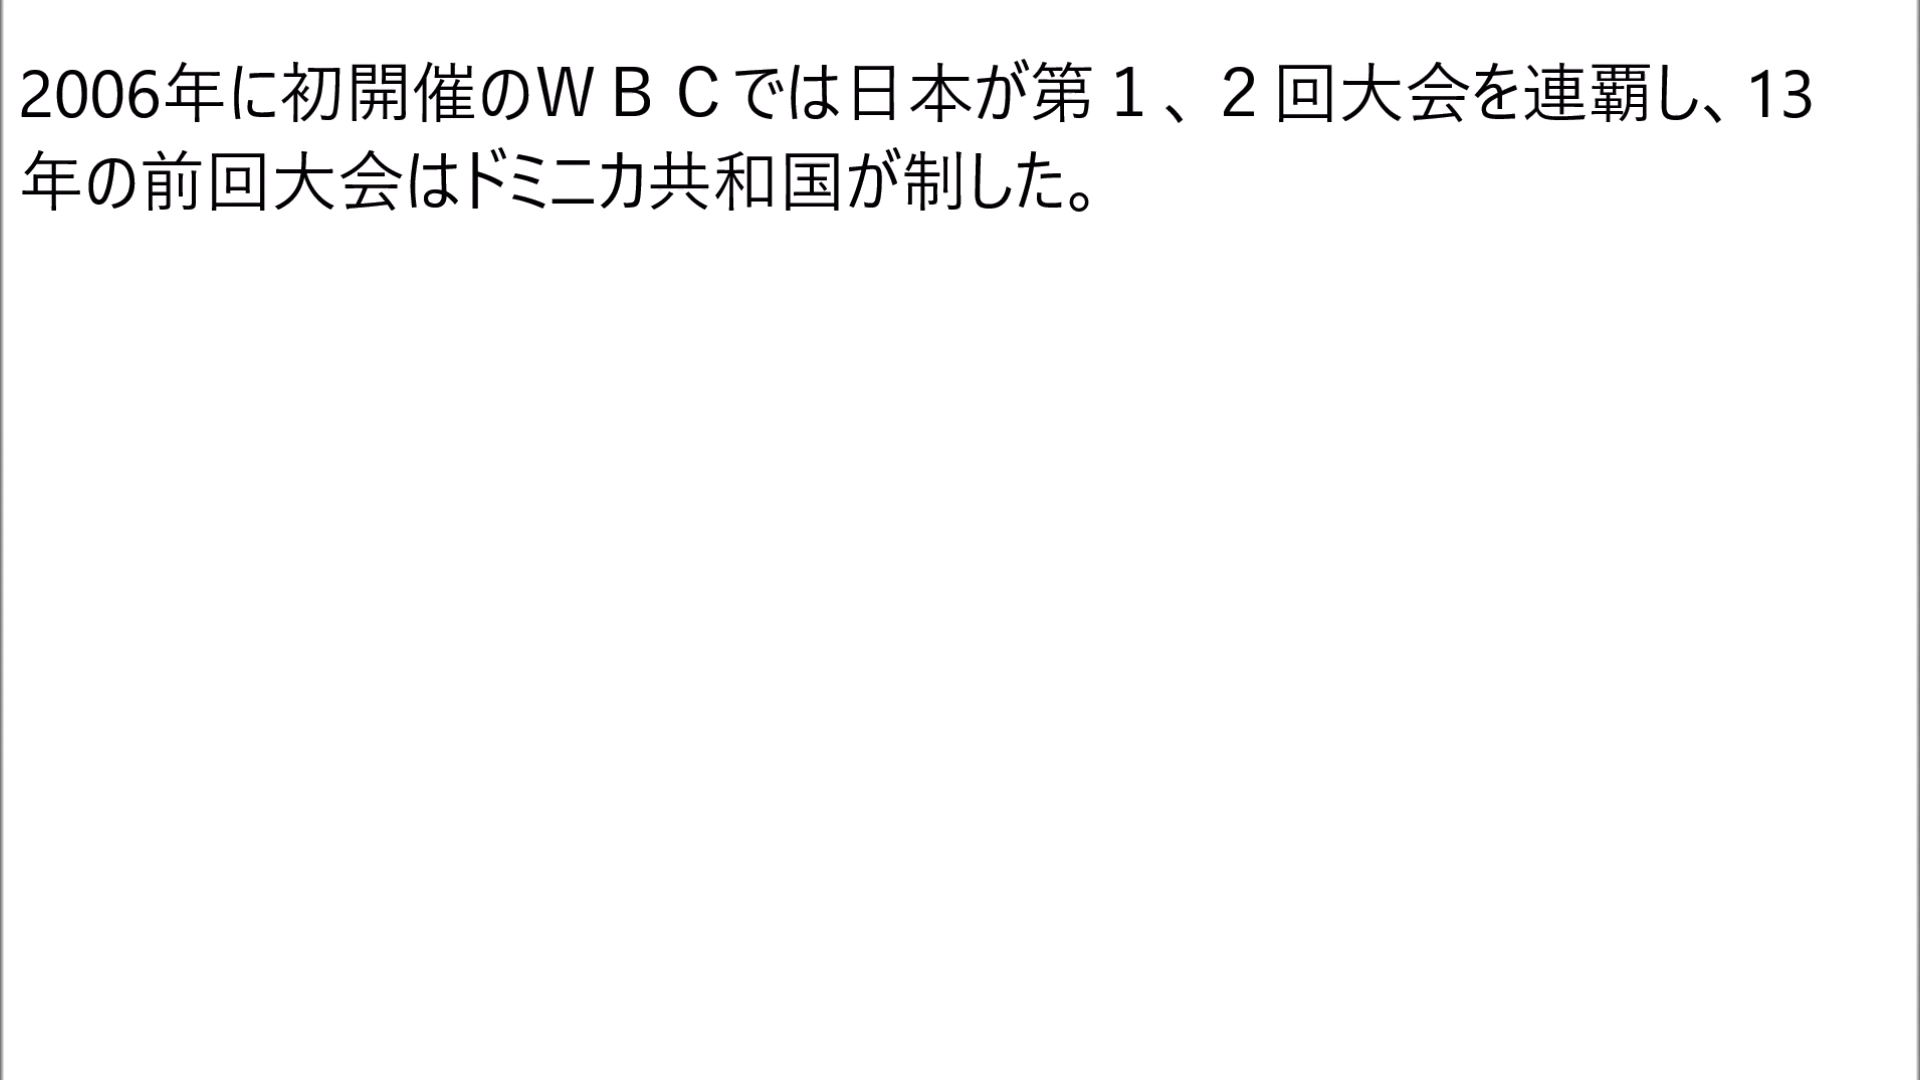 2006年に初開催のＷＢＣでは日本が第１、２回大会を連覇し、13
年の前回大会はドミニカ共和国が制した。